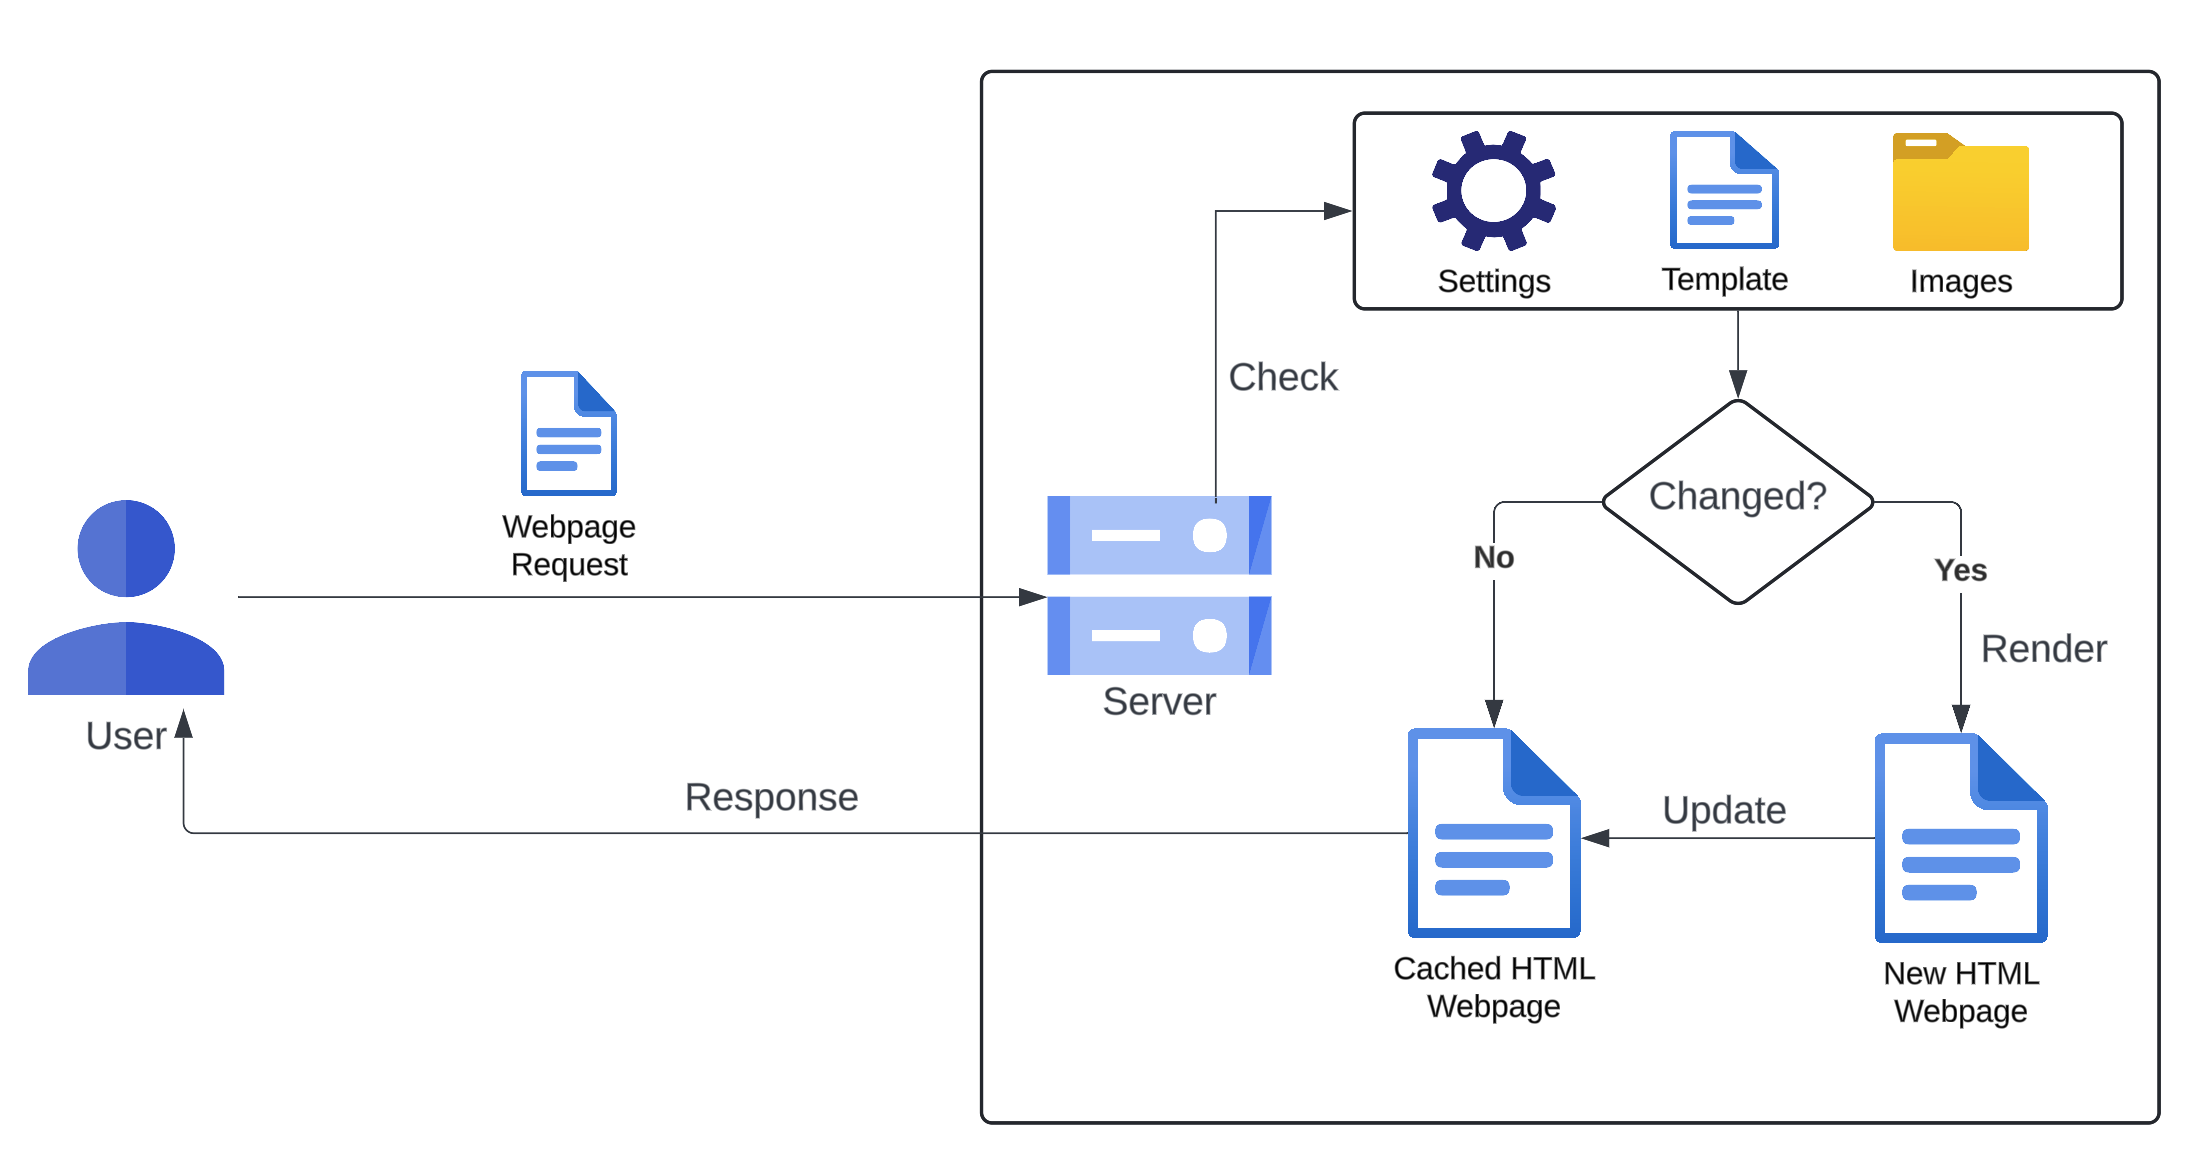 Settings
Template
Images
Check
Webpage
Request
Changed?
No
Yes
Render
Server
User
Response
Update
Cached HTML
Webpage
New HTML
Webpage